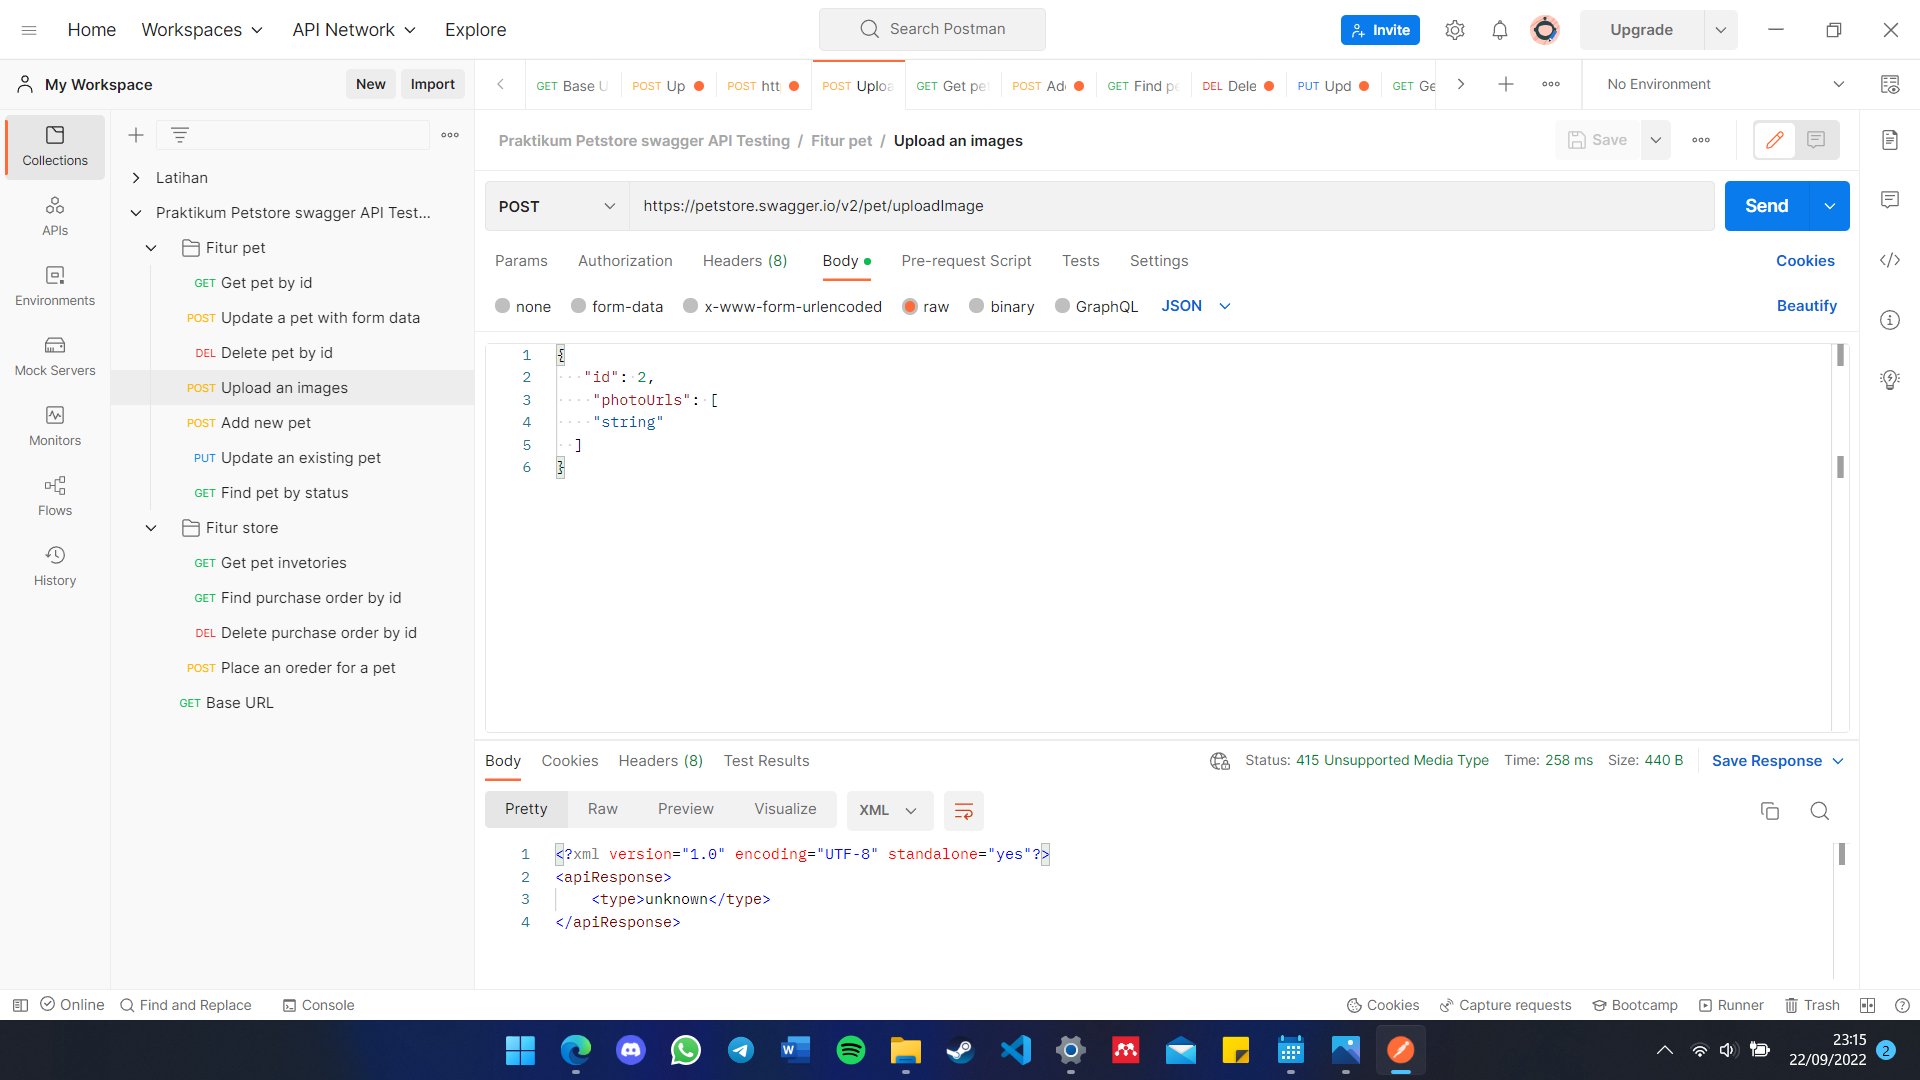 Home Workspaces API Network Explore Search Postman Invite Upgrade
My Workspace New Import
GET Base U POST Up POST htt POST Uploa GET Get pe POST Ad GET Find pe DEL Dele PUT Upd GET Ge No Environment
Collections
APIs
Environments
Mock Servers
Monitors
Flows
History
Latihan
Praktikum Petstore swagger API Test...
Fitur pet
GET Get pet by id
POST Update a pet with form data
DEL Delete pet by id
POST Upload an images
POST Add new pet
PUT Update an existing pet
GET Find pet by status
Fitur store
GET Get pet invetories
GET Find purchase order by id
DEL Delete purchase order by id
POST Place an oreder for a pet
GET Base URL
Praktikum Petstore swagger API Testing / Fitur pet / Upload an images Save
POST https://petstore.swagger.io/v2/pet/uploadImage Send
Params Authorization Headers (8) Body Pre-request Script Tests Settings Cookies
none form-data x-www-form-urlencoded raw binary GraphQL JSON Beautify
1 {
2 "id": 2,
3 "photoUrls": [
4 "string"
5 ]
6 }
Body Cookies Headers (8) Test Results Status: 415 Unsupported Media Type Time: 258 ms Size: 440 B Save Response
Pretty Raw Preview Visualize XML
1 <?xml version="1.0" encoding="UTF-8" standalone="yes"?>
2 <apiResponse>
3 <type>unknown</type>
4 </apiResponse>
Online Find and Replace Console Cookies Capture requests Bootcamp Runner Trash
23:15
22/09/2022 2